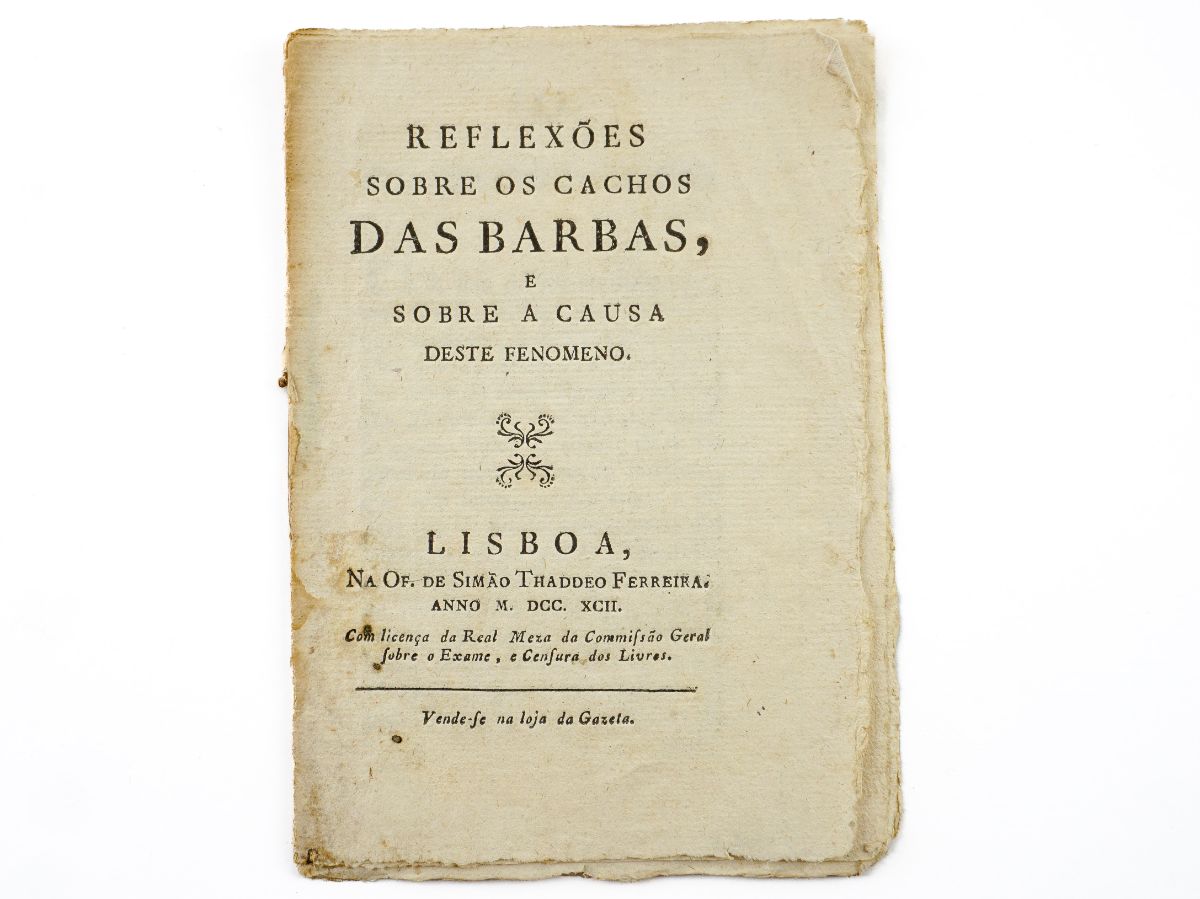 REFLEXÕES
SOBRE OS CACHOS
DAS BARBAS,
E
SOBRE A CAUSA
DESTE FENOMENO.
LISBOA,
NA OF. DE SIMÃO THADDEO FERREIRA.
ANNO M. DCC. XCII.
Com licença da Real Meza da Commiſsão Geral
ſobre o Exame, e Cenſura dos Livros.
Vende-ſe na loja da Gazeta.